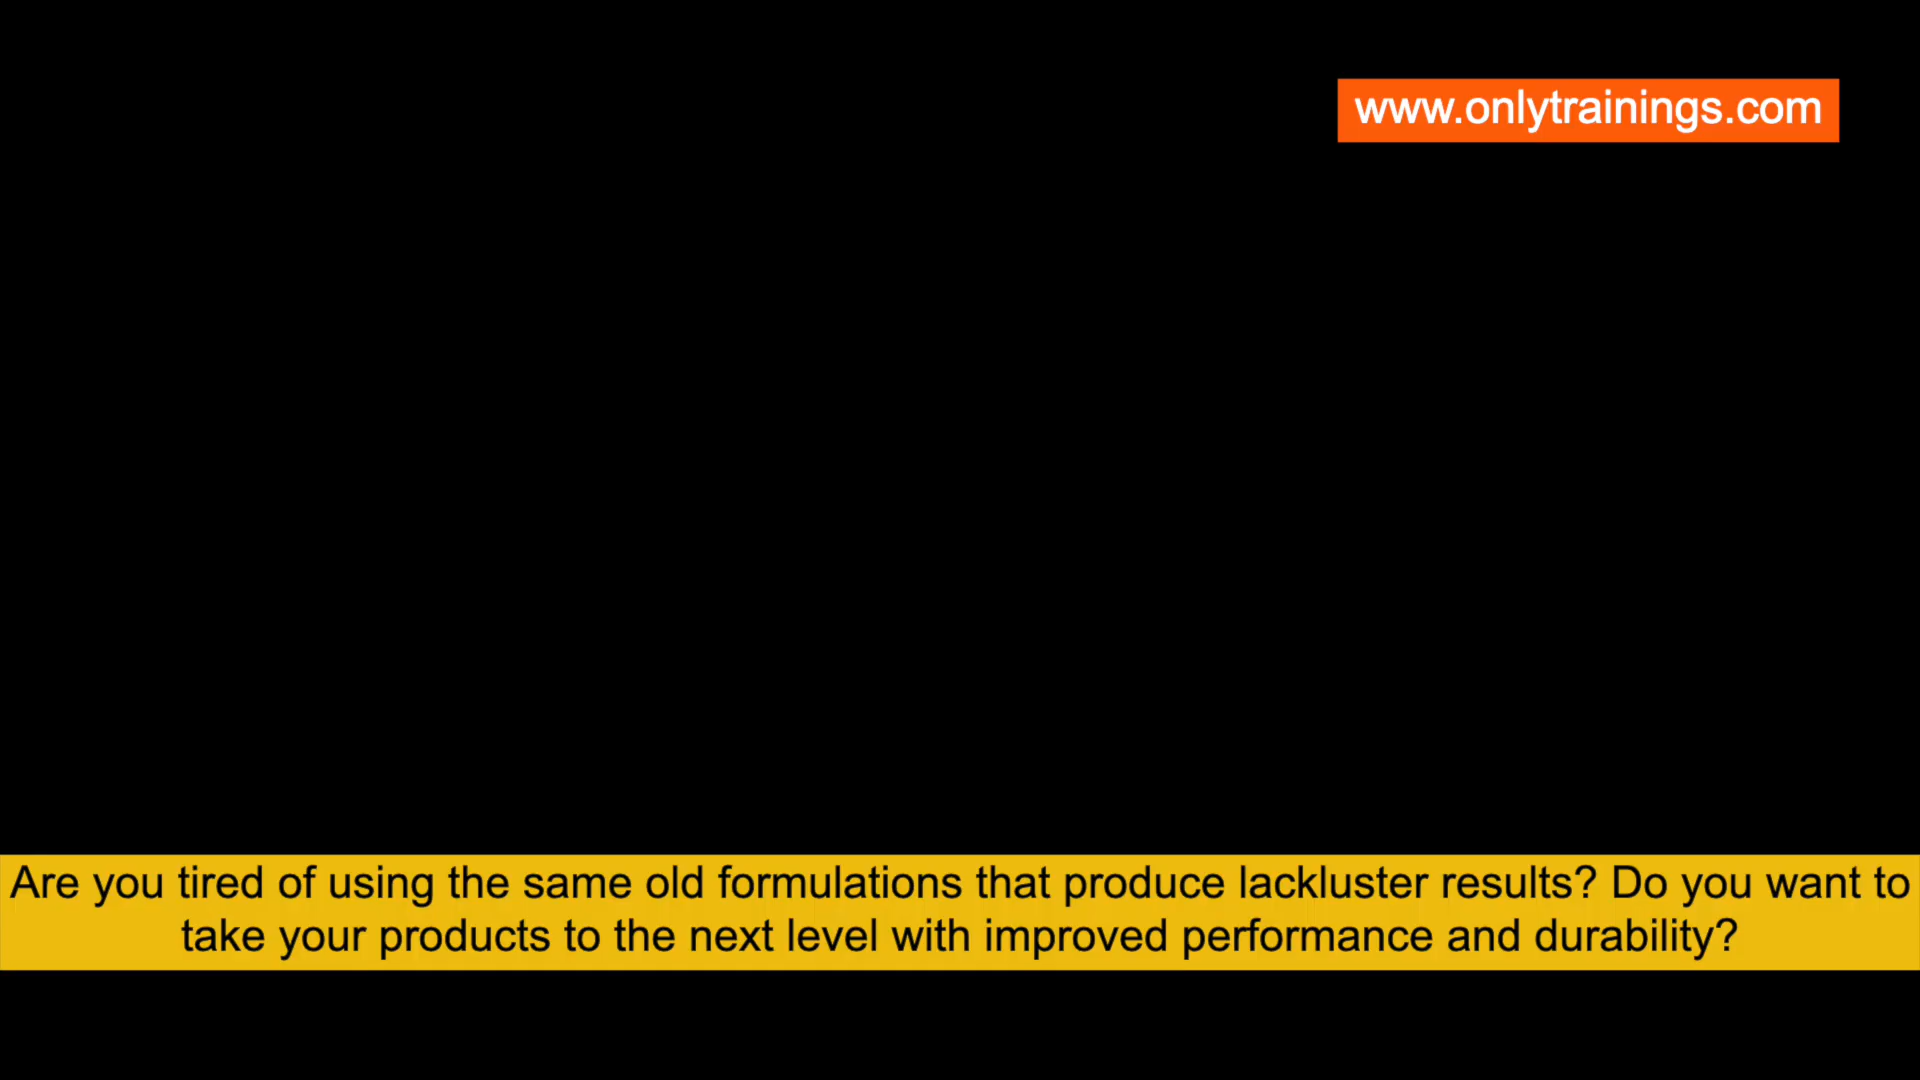 www.onlytrainings.com
Are you tired of using the same old formulations that produce lackluster results? Do you want to
take your products to the next level with improved performance and durability?